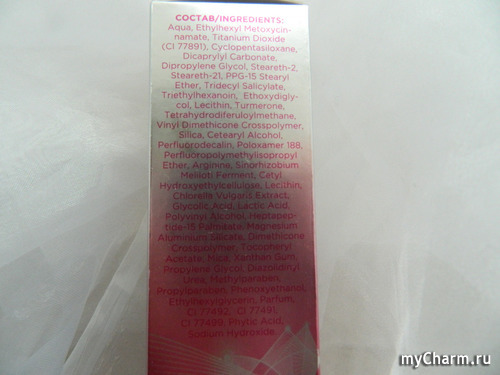 СОСТАВ/INGREDIENTS:
Aqua, Ethylhexyl Metoxycin-
namate, Titanium Dioxide
(CI 77891), Cyclopentasiloxane,
Dicaprylyl Carbonate,
Dipropylene Glycol, Steareth-2,
Steareth-21, PPG-15 Stearyl
Ether, Tridecyl Salicylate,
Triethylhexanoin, Ethoxydigly-
col, Lecithin, Turmerone,
Tetrahydrodiferuloylmethane,
Vinyl Dimethicone Crosspolymer,
Silica, Cetearyl Alcohol,
Perfluorodecalin, Poloxamer 188,
Perfluoropolymethylisopropyl
Ether, Arginine, Sinorhizobium
Meliloti Ferment, Cetyl
Hydroxyethylcellulose, Lecithin,
Chlorella Vulgaris Extract,
Glycolic Acid, Lactic Acid,
Polyvinyl Alcohol, Heptapep-
tide-15 Palmitate, Magnesium
Aluminium Silicate, Dimethicone
Crosspolymer, Tocopheryl
Acetate, Mica, Xanthan Gum,
Propylene Glycol, Diazolidinyl
Urea, Methylparaben,
Propylparaben, Phenoxyethanol,
Ethylhexylglycerin, Parfum,
CI 77492, CI 77491,
CI 77499, Phytic Acid,
Sodium Hydroxide
myCharm.ru